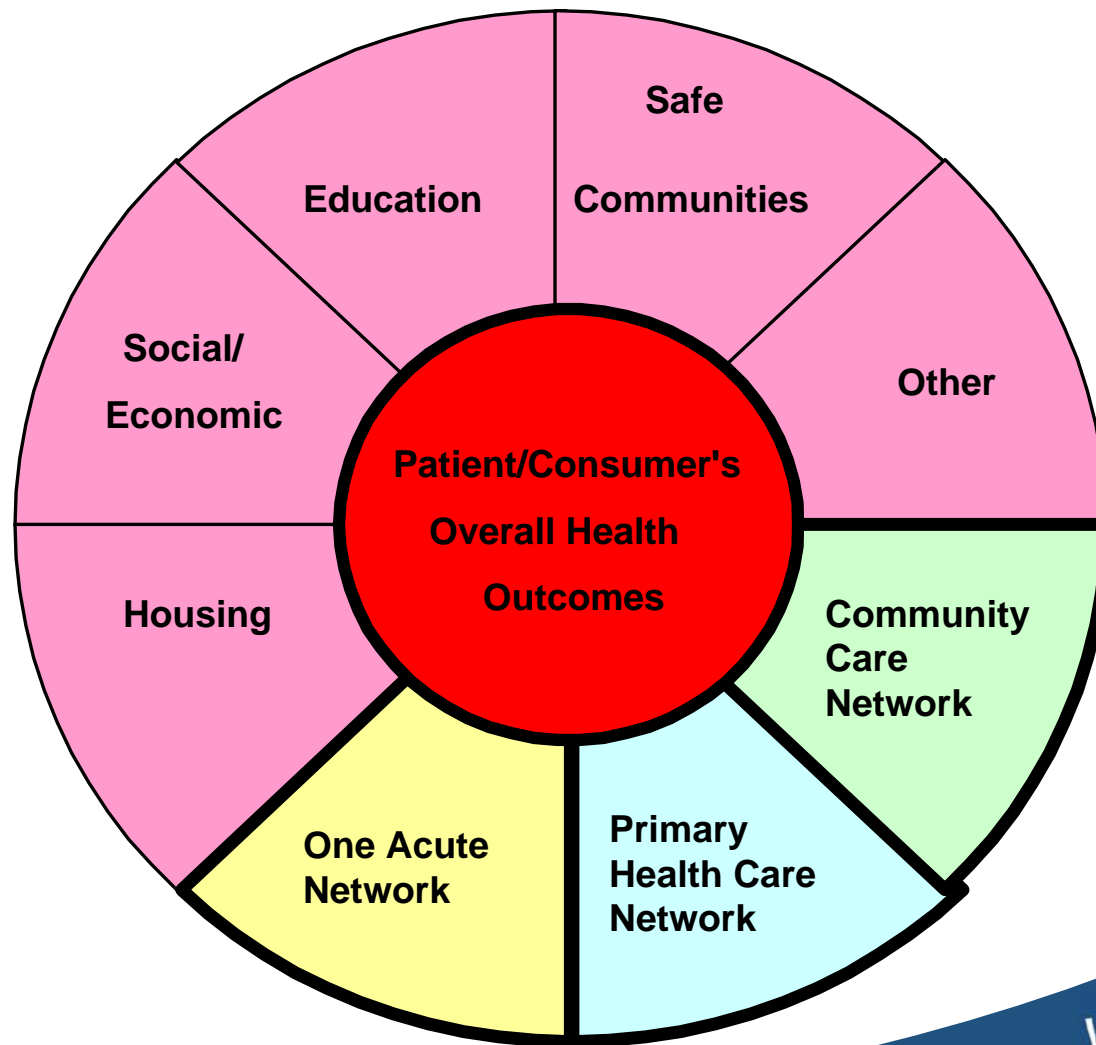 Safe
Communities
Education
Social/
Economic
Other
Patient/Consumer's
Overall Health
Outcomes
Housing
Community
Care
Network
One Acute
Network
Primary
Health Care
Network